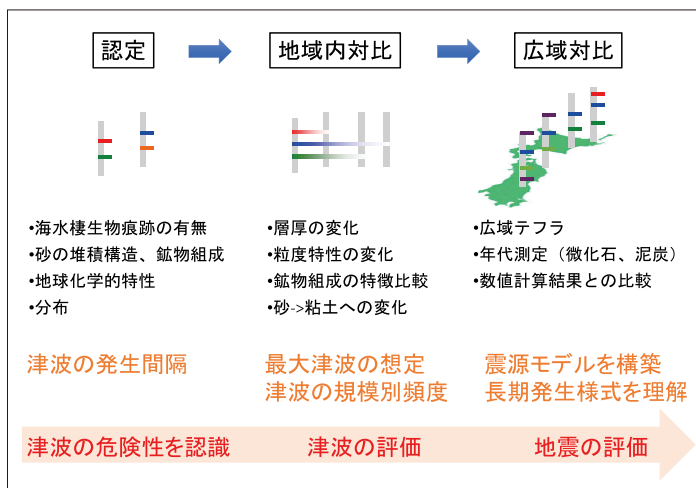 認定
地域内対比
広域対比
•海水棲生物痕跡の有無
•砂の堆積構造、鉱物組成
•地球化学的特性
•分布
•層厚の変化
•粒度特性の変化
•鉱物組成の特徴比較
•砂->粘土への変化
•広域テフラ
•年代測定（微化石、泥炭）
•数値計算結果との比較
津波の発生間隔
最大津波の想定
津波の規模別頻度
震源モデルを構築
長期発生様式を理解
津波の危険性を認識
津波の評価
地震の評価